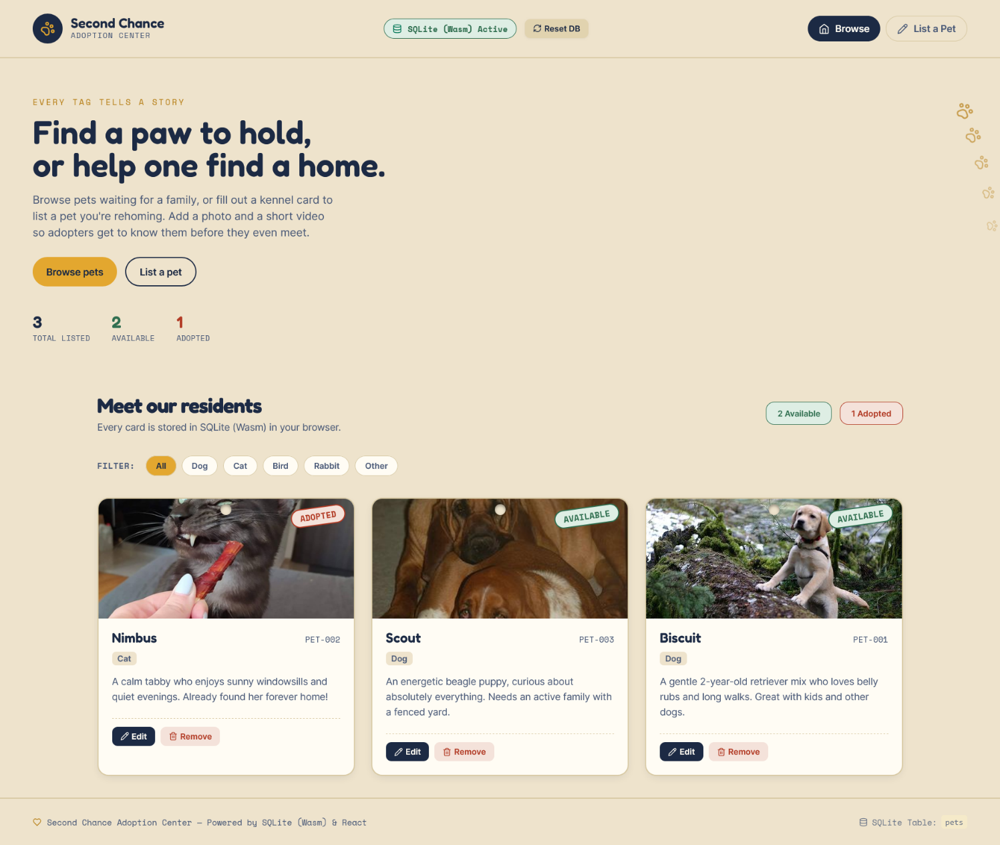 Second Chance
ADOPTION CENTER
SQLite (Wasm) Active
Reset DB
Browse
List a Pet
EVERY TAG TELLS A STORY
Find a paw to hold,
or help one find a home.
Browse pets waiting for a family, or fill out a kennel card to
list a pet you're rehoming. Add a photo and a short video
so adopters get to know them before they even meet.
Browse pets
List a pet
3
TOTAL LISTED
2
AVAILABLE
1
ADOPTED
Meet our residents
Every card is stored in SQLite (Wasm) in your browser.
2 Available
1 Adopted
FILTER:
All
Dog
Cat
Bird
Rabbit
Other
ADOPTED
Nimbus
PET-002
Cat
A calm tabby who enjoys sunny windowsills and
quiet evenings. Already found her forever home!
Edit
Remove
AVAILABLE
Scout
PET-003
Dog
An energetic beagle puppy, curious about
absolutely everything. Needs an active family with
a fenced yard.
Edit
Remove
AVAILABLE
Biscuit
PET-001
Dog
A gentle 2-year-old retriever mix who loves belly
rubs and long walks. Great with kids and other
dogs.
Edit
Remove
Second Chance Adoption Center — Powered by SQLite (Wasm) & React
SQLite Table: pets